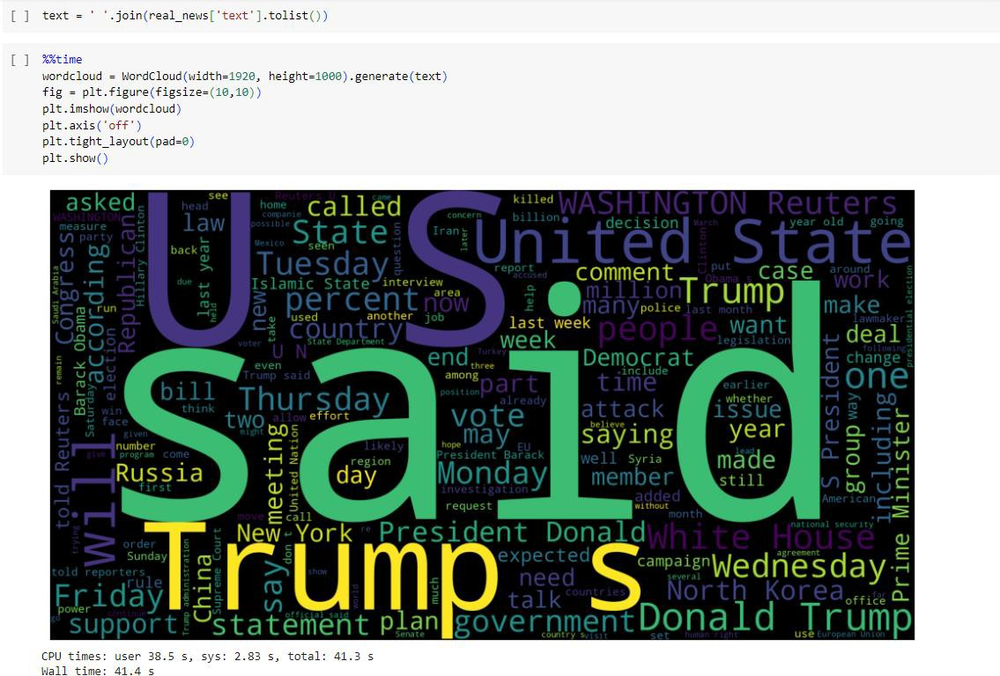 [ ] text = ' '.join(real_news['text'].tolist())
[ ] %%time
wordcloud = WordCloud(width=1920, height=1000).generate(text)
fig = plt.figure(figsize=(10,10))
plt.imshow(wordcloud)
plt.axis('off')
plt.tight_layout(pad=0)
plt.show()
asked
see
Reuters U
came
killed
WASHINGTON Reuters
WASHINGTON
head
home
called
U S
concern
billion
decision
March
year old
going
measure
law
companie
possible
State
question
Iran
later
United State
party
Republican
Hillary Clinton
back
last year
Mexico
seen
Tuesday
report
accused
Clinton
put
Obama s
case
around
work
Saudi Arabia
Congress
according
due
held
Islamic State
interview
area
help
comment
million
Trump
presidential election
run
new
percent
now
many
police
last month
make
lawmaker
take
used
another
job
last week
people
want
Barack Obama
election
country
State Department
week
legislation
deal
voter
U N
end
Turkey
three
Democrat
change
following
remain
even
Trump said
among
include
one
said
bill
Thursday
position
part
already
time
earlier
whether
think
two
allow
effort
vote
attack
issue
S President
way
Saturday
win
face
might
may
believe
saying
year
group
including
given
number
likely
hope
EU
lead
told Reuters
will
give
program
come
meeting
United Nation
region
President Barack
well
Syria
made
Russia
day
Monday
member
still
Prime Minister
first
investigation
added
American
request
without
month
move
call
national security
trying
order
New York
re
President Donald
White House
Sunday
don t
Trump s
expected
campaign
agreement
Wednesday
told reporters
China
Supreme Court
say
show
world
need
several
Friday
rule
Trump administration
much
talk
countries
North Korea
office
far
power
continue
official said
go
support
statement
plan
Senate
government
country s
visit
Donald Trump
set
human right
use
European Union
CPU times: user 38.5 s, sys: 2.83 s, total: 41.3 s
Wall time: 41.4 s